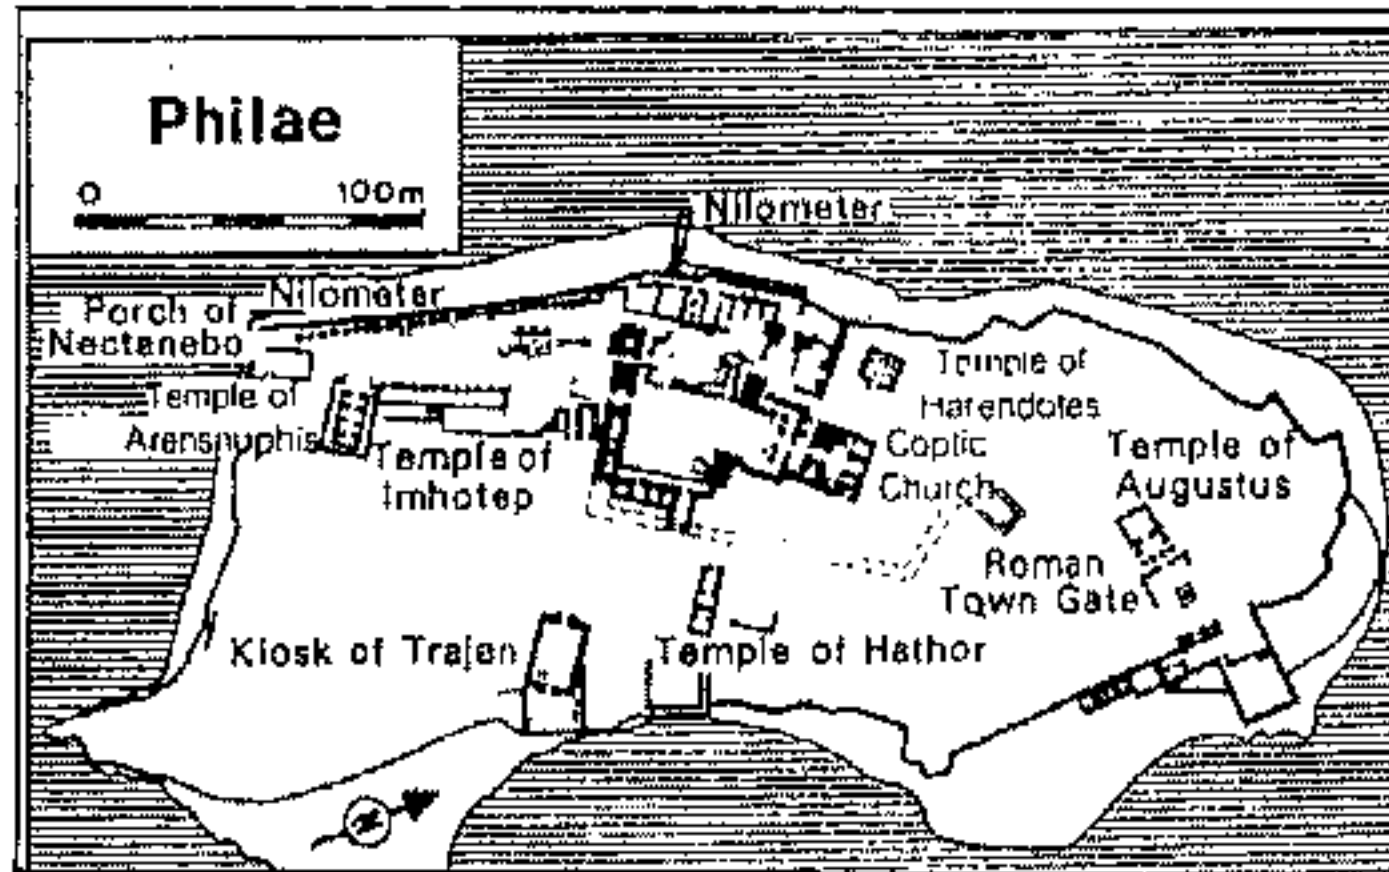 Philae
0 100m
Nilometer
Nilometer
Porch of
Nectanebo
Temple of
Arensnuphis
Temple of
Imhotep
Temple of
Harendotes
Coptic
Church
Temple of
Augustus
Roman
Town Gate
Kiosk of Trajan
Temple of Hathor